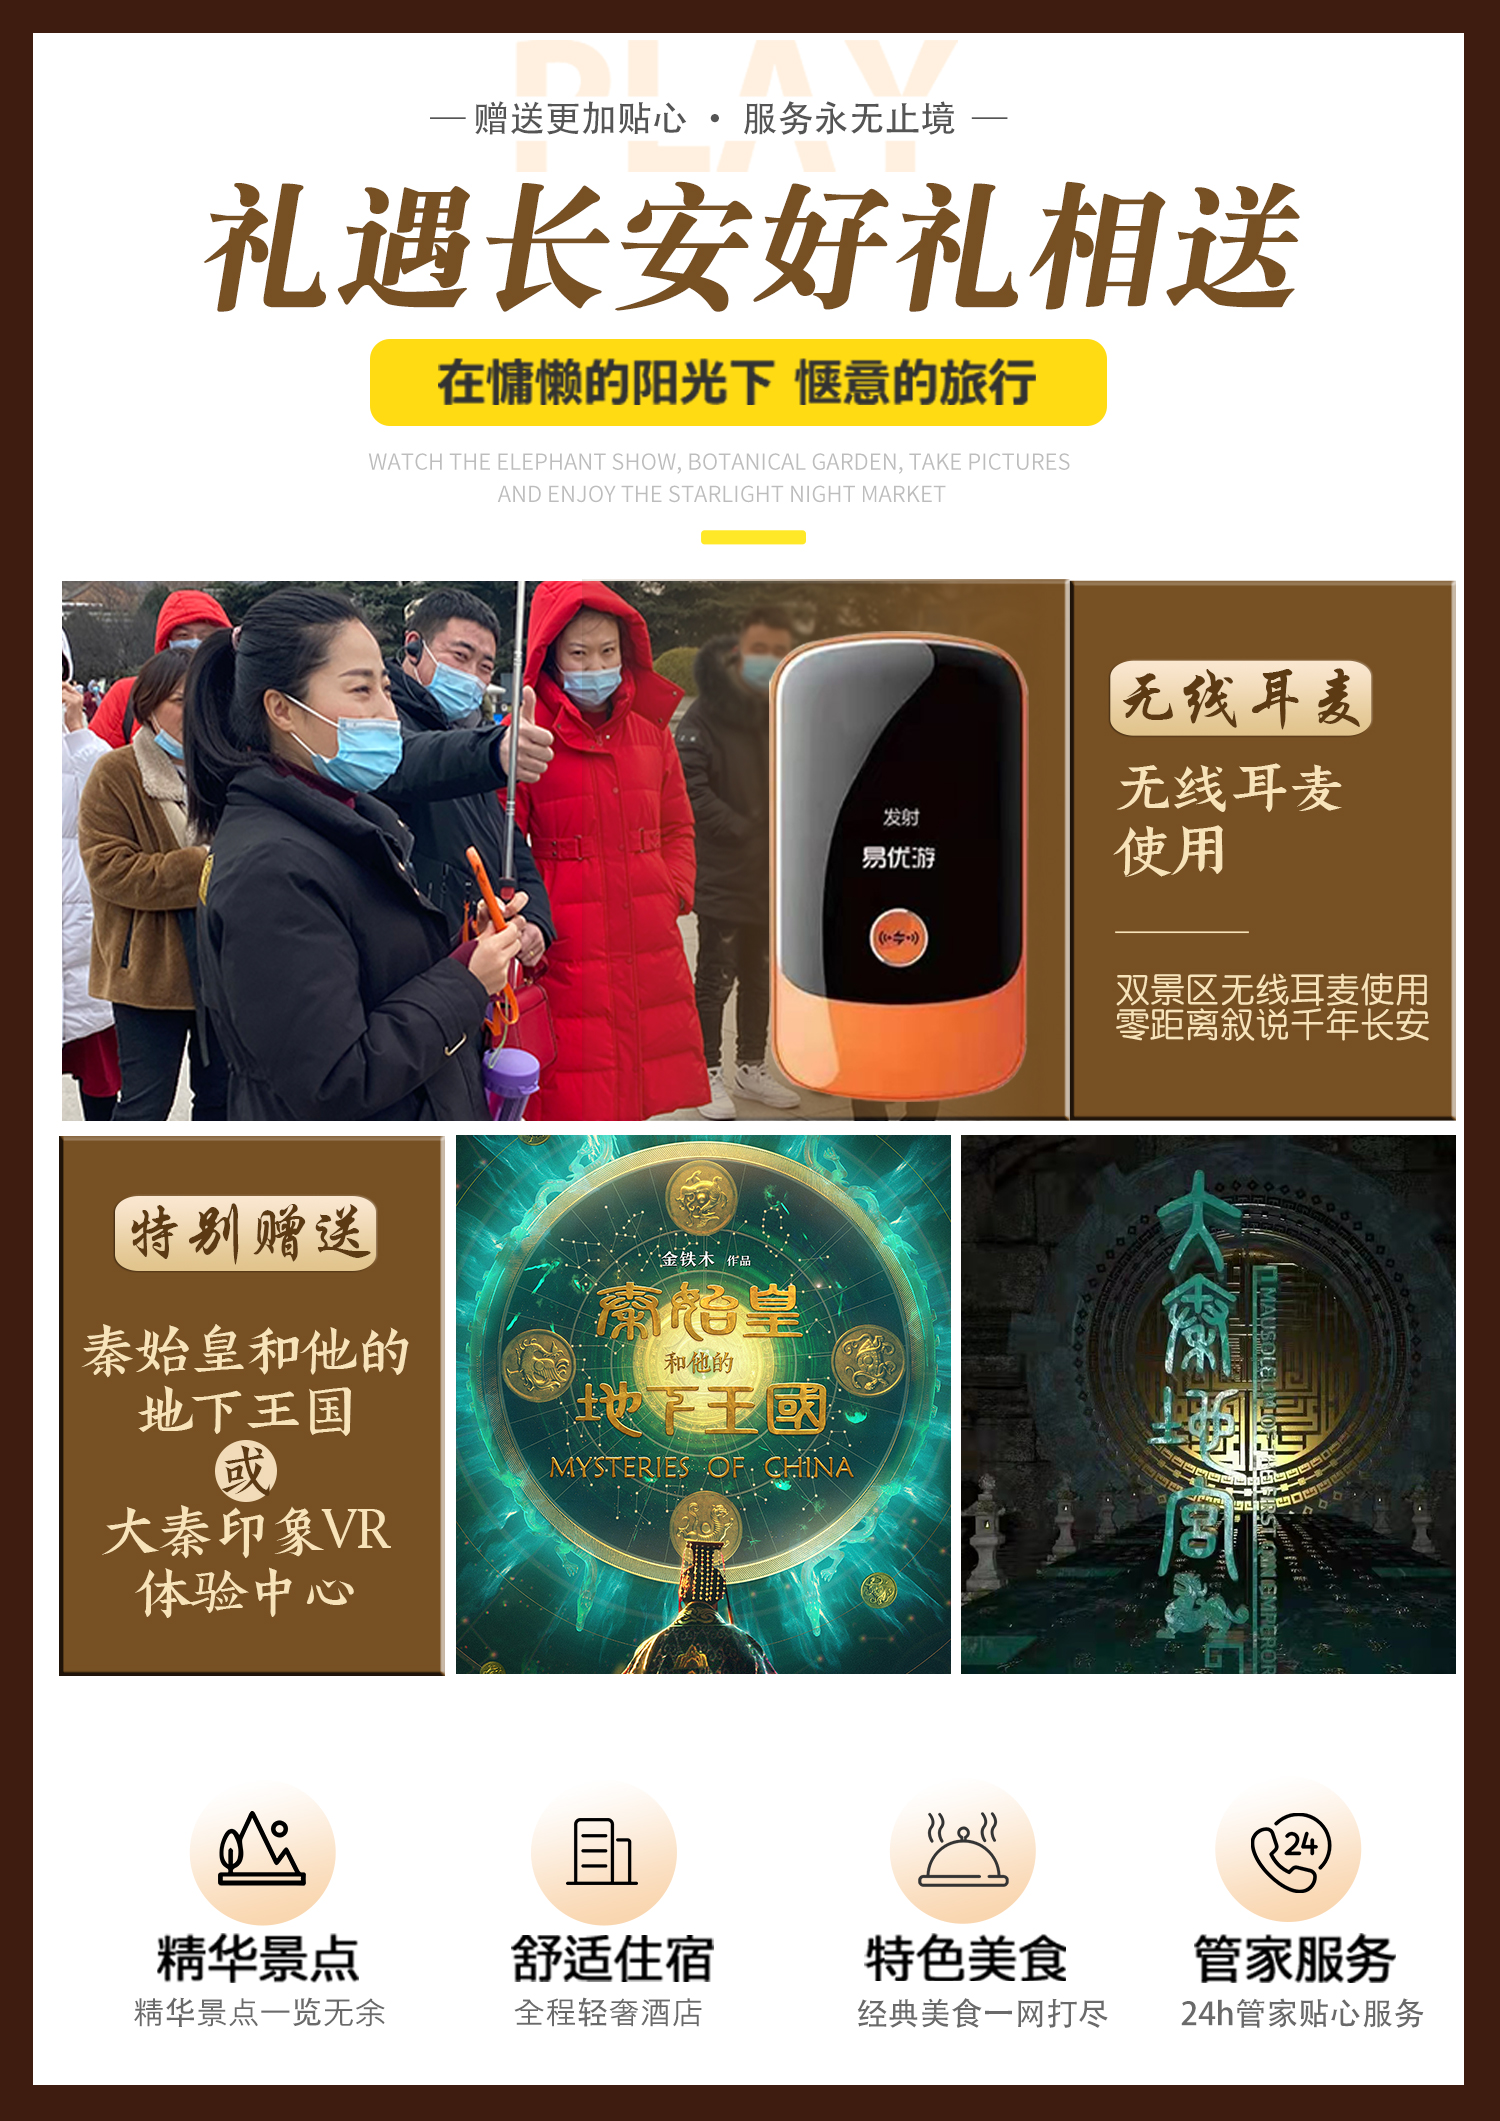 PLAY
赠送更加贴心 · 服务永无止境
礼遇长安好礼相送
在慵懒的阳光下 惬意的旅行
WATCH THE ELEPHANT SHOW, BOTANICAL GARDEN, TAKE PICTURES
AND ENJOY THE STARLIGHT NIGHT MARKET
发射
易优游
无线耳麦
无线耳麦
使用
双景区无线耳麦使用
零距离叙说千年长安
特别赠送
秦始皇和他的
地下王国
或
大秦印象VR
体验中心
金铁木 作品
秦始皇
和他的
地下王國
MYSTERIES OF CHINA
大秦地宫
MAUSOLEUM OF THE FIRST QIN EMPEROR
24
精华景点
精华景点一览无余
舒适住宿
全程轻奢酒店
特色美食
经典美食一网打尽
管家服务
24h管家贴心服务